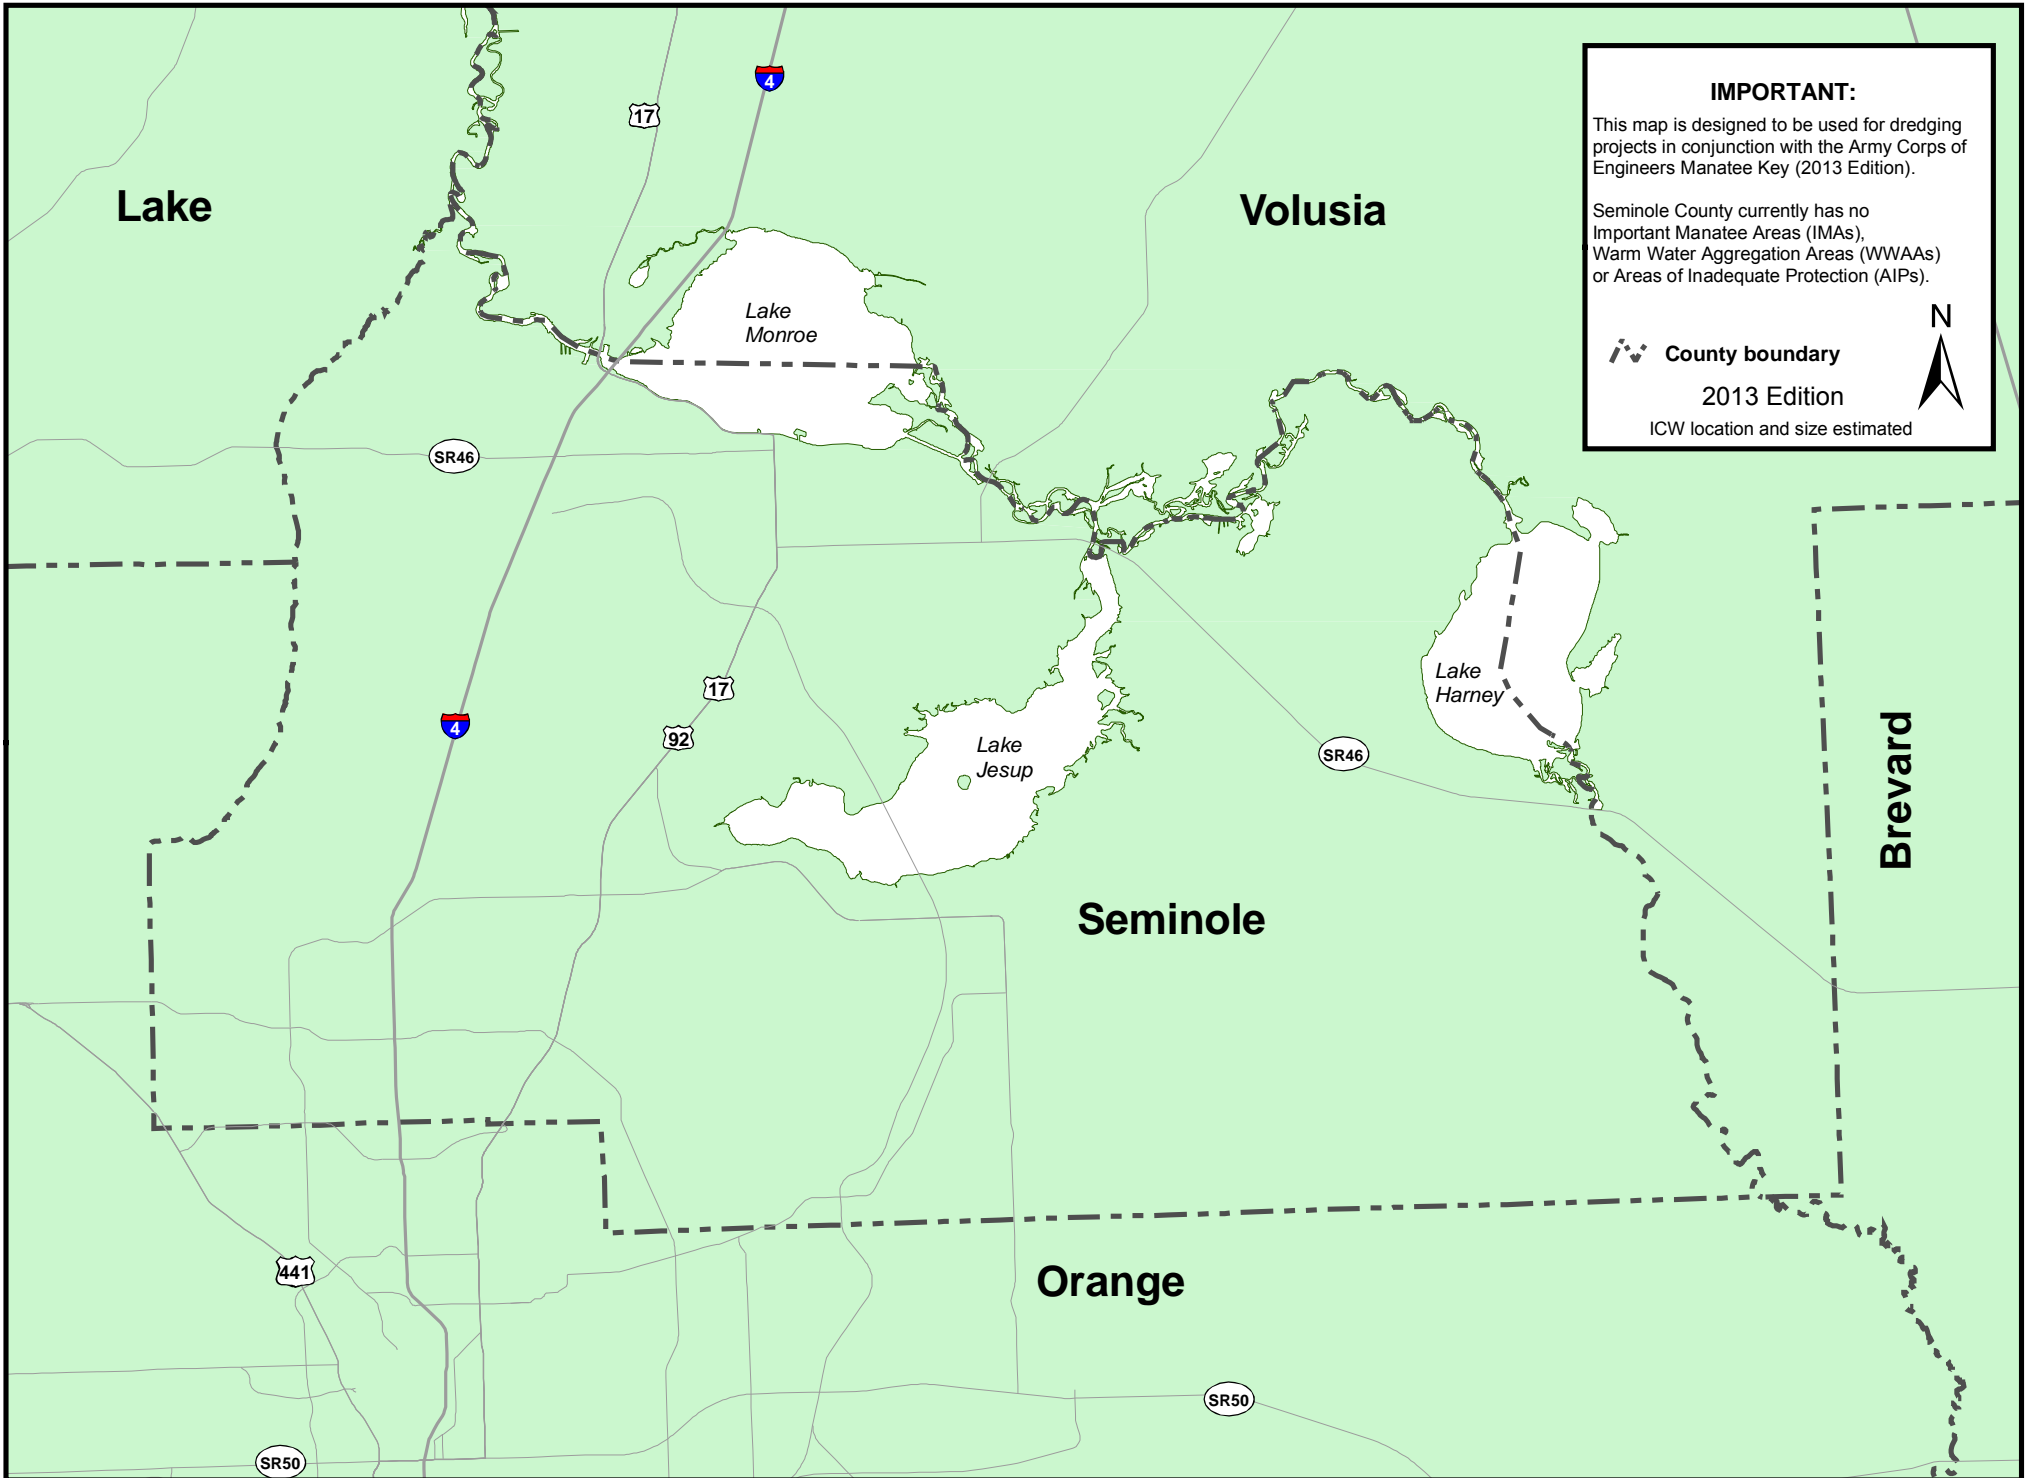 4
17
IMPORTANT:
This map is designed to be used for dredging
projects in conjunction with the Army Corps of
Engineers Manatee Key (2013 Edition).
Seminole County currently has no
Important Manatee Areas (IMAs),
Warm Water Aggregation Areas (WWAAs)
or Areas of Inadequate Protection (AIPs).
N
County boundary
2013 Edition
ICW location and size estimated
Lake
Volusia
Lake
Monroe
SR46
Lake
Harney
17
4
92
Lake
Jesup
SR46
Brevard
Seminole
441
Orange
SR50
SR50